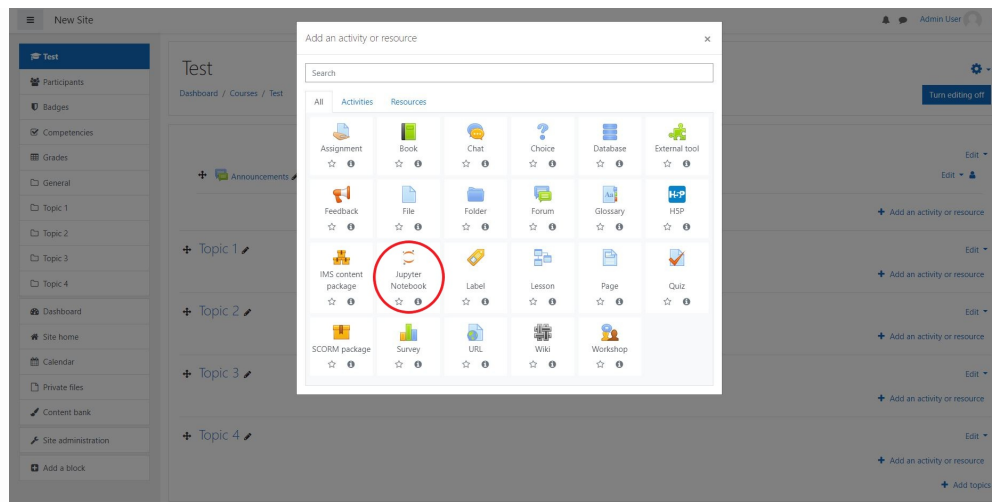 New Site
Admin User
Test
Participants
Badges
Competencies
Grades
General
Topic 1
Topic 2
Topic 3
Topic 4
Dashboard
Site home
Calendar
Private files
Content bank
Site administration
Add a block
Test
Dashboard / Courses / Test
Turn editing off
Edit
Announcements
Edit
Add an activity or resource
Topic 1
Edit
Add an activity or resource
Topic 2
Edit
Add an activity or resource
Topic 3
Edit
Add an activity or resource
Topic 4
Edit
Add an activity or resource
Add topics
Add an activity or resource
×
Search
All Activities Resources
Assignment
Book
Chat
Choice
Database
External tool
Feedback
File
Folder
Forum
Glossary
H5P
H5P
IMS content
package
Jupyter
Notebook
Label
Lesson
Page
Quiz
SCORM package
Survey
URL
Wiki
Workshop